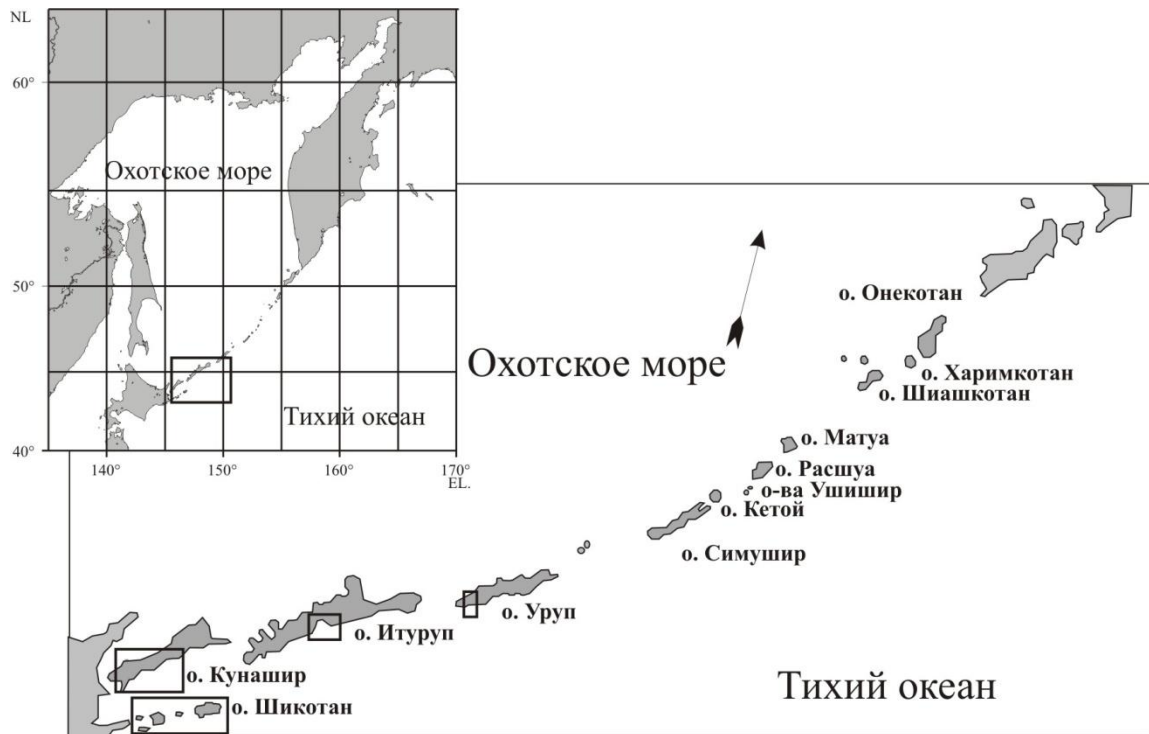 NL
60°
Охотское море
50°
Тихий океан
40°
140°
150°
160°
170°
EL.
о. Онекотан
Охотское море
о. Харимкотан
о. Шиашкотан
о. Матуа
о. Расшуа
о-ва Ушишир
о. Кетой
о. Симушир
о. Уруп
о. Итуруп
о. Кунашир
Тихий океан
о. Шикотан